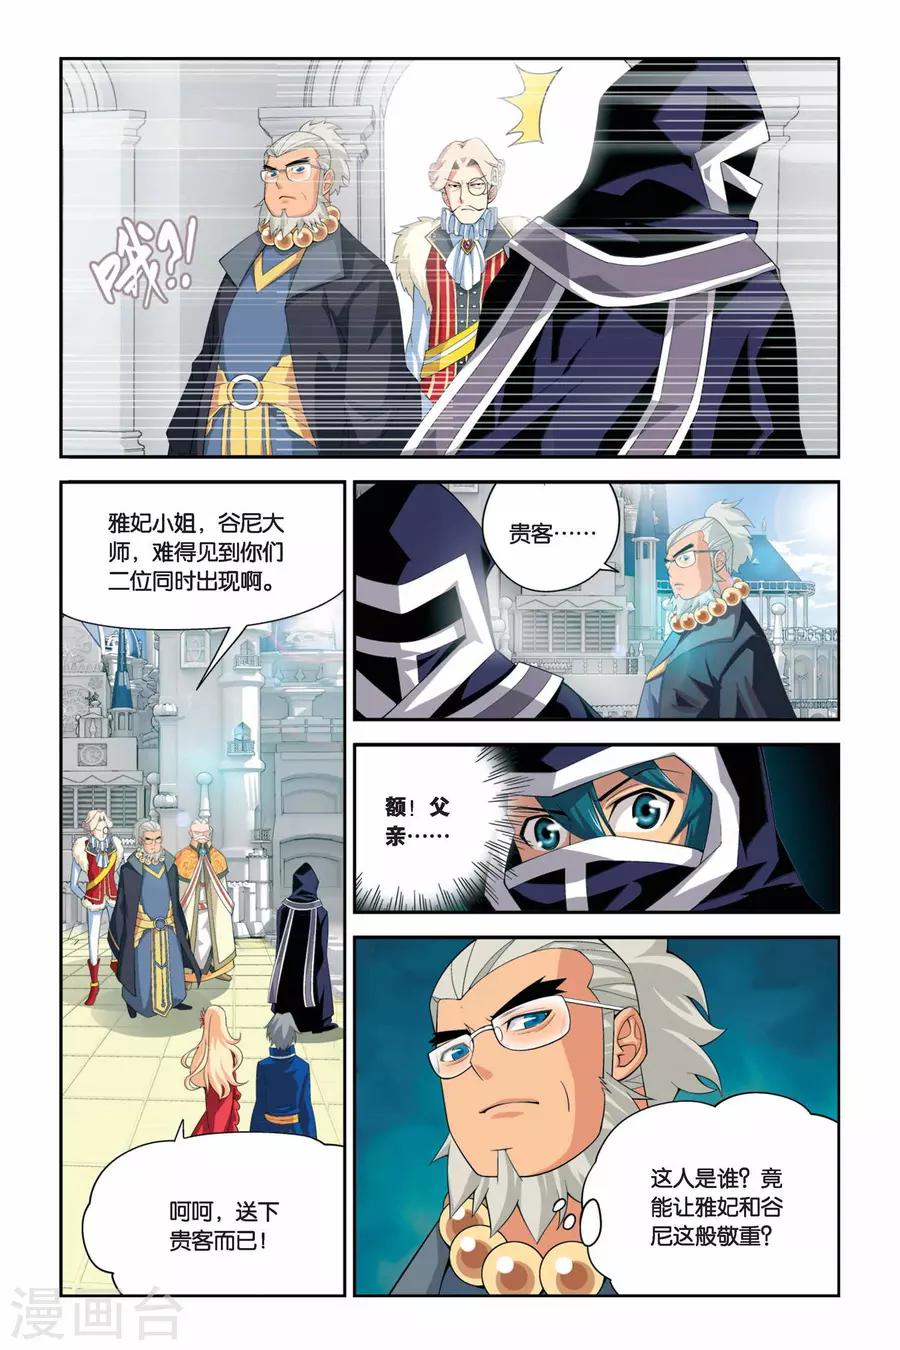 哦?!
雅妃小姐，谷尼大
师，难得见到你们
二位同时出现啊。
贵客……
额！父
亲……
呵呵，送下
贵客而已！
这人是谁？竟
能让雅妃和谷
尼这般敬重？
漫画台